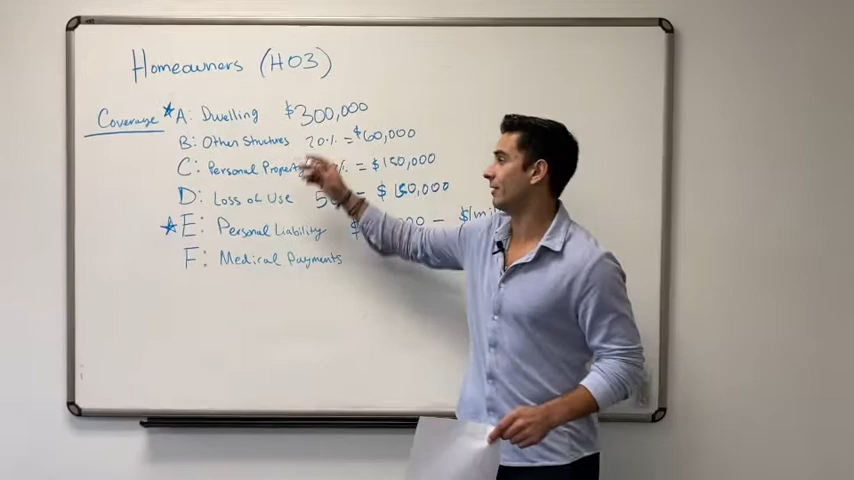 Homeowners (HO3)
Coverage
A: Dwelling $300,000
B: Other Structures 20% = $60,000
C: Personal Property % = $150,000
D: Loss of Use = $150,000
E: Personal Liability $
F: Medical Payments